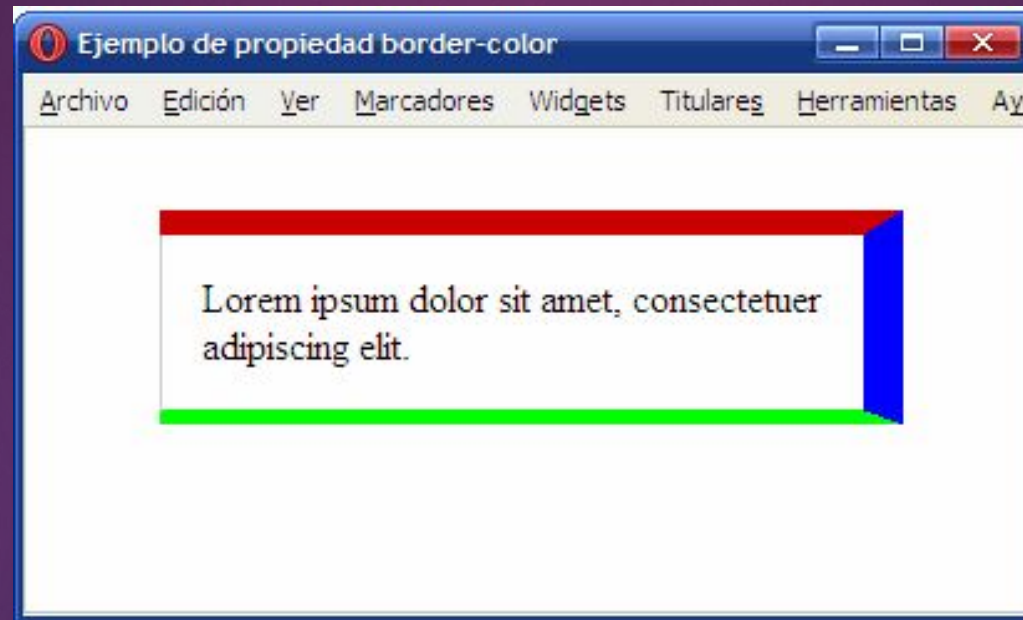 Ejemplo de propiedad border-color
Archivo Edición Ver Marcadores Widgets Titulares Herramientas Ay
Lorem ipsum dolor sit amet, consectetuer
adipiscing elit.